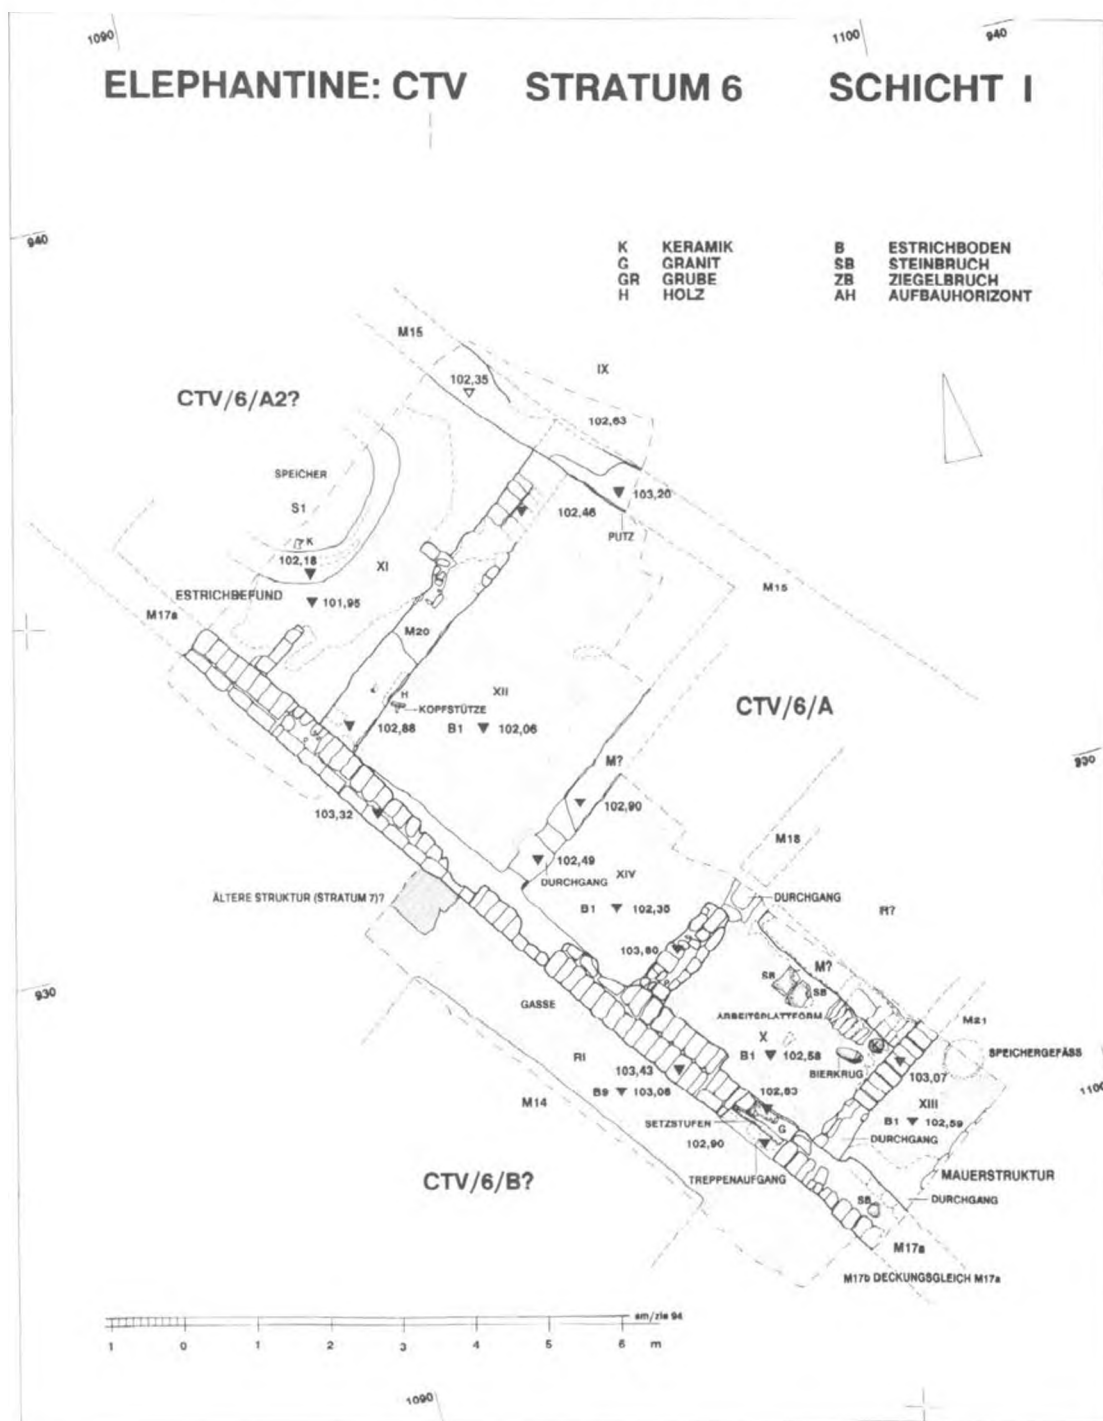 1090
1100
940
ELEPHANTINE: CTV STRATUM 6 SCHICHT I
940
K KERAMIK B ESTRICHBODEN
G GRANIT SB STEINBRUCH
GR GRUBE ZB ZIEGELBRUCH
H HOLZ AH AUFBAUHORIZONT
M15
IX
102,35
CTV/6/A2?
102,63
SPEICHER
S1
103,20
102,46
PUTZ
K
102,18
XI
ESTRICHBEFUND
101,95
M15
M17a
M20
H
XII
KOPFSTÜTZE
CTV/6/A
102,88
B1 102,06
930
M?
102,90
103,32
M18
102,49
DURCHGANG
XIV
ÄLTERE STRUKTUR (STRATUM 7)?
DURCHGANG
B1 102,35
R?
103,60
M?
SB
SB
930
GASSE
ARBEITSPLATTFORM
M21
X
K
SPEICHERGEFÄSS
RI
B1 102,58
BIERKRUG
103,43
103,07
B9 103,06
1100
M14
102,63
XIII
SETZSTUFEN
G
B1 102,59
102,90
DURCHGANG
CTV/6/B?
TREPPENAUFGANG
MAUERSTRUKTUR
SB
DURCHGANG
M17a
M17b DECKUNGSGLEICH M17a
am/zie 94
1 0 1 2 3 4 5 6 m
1090